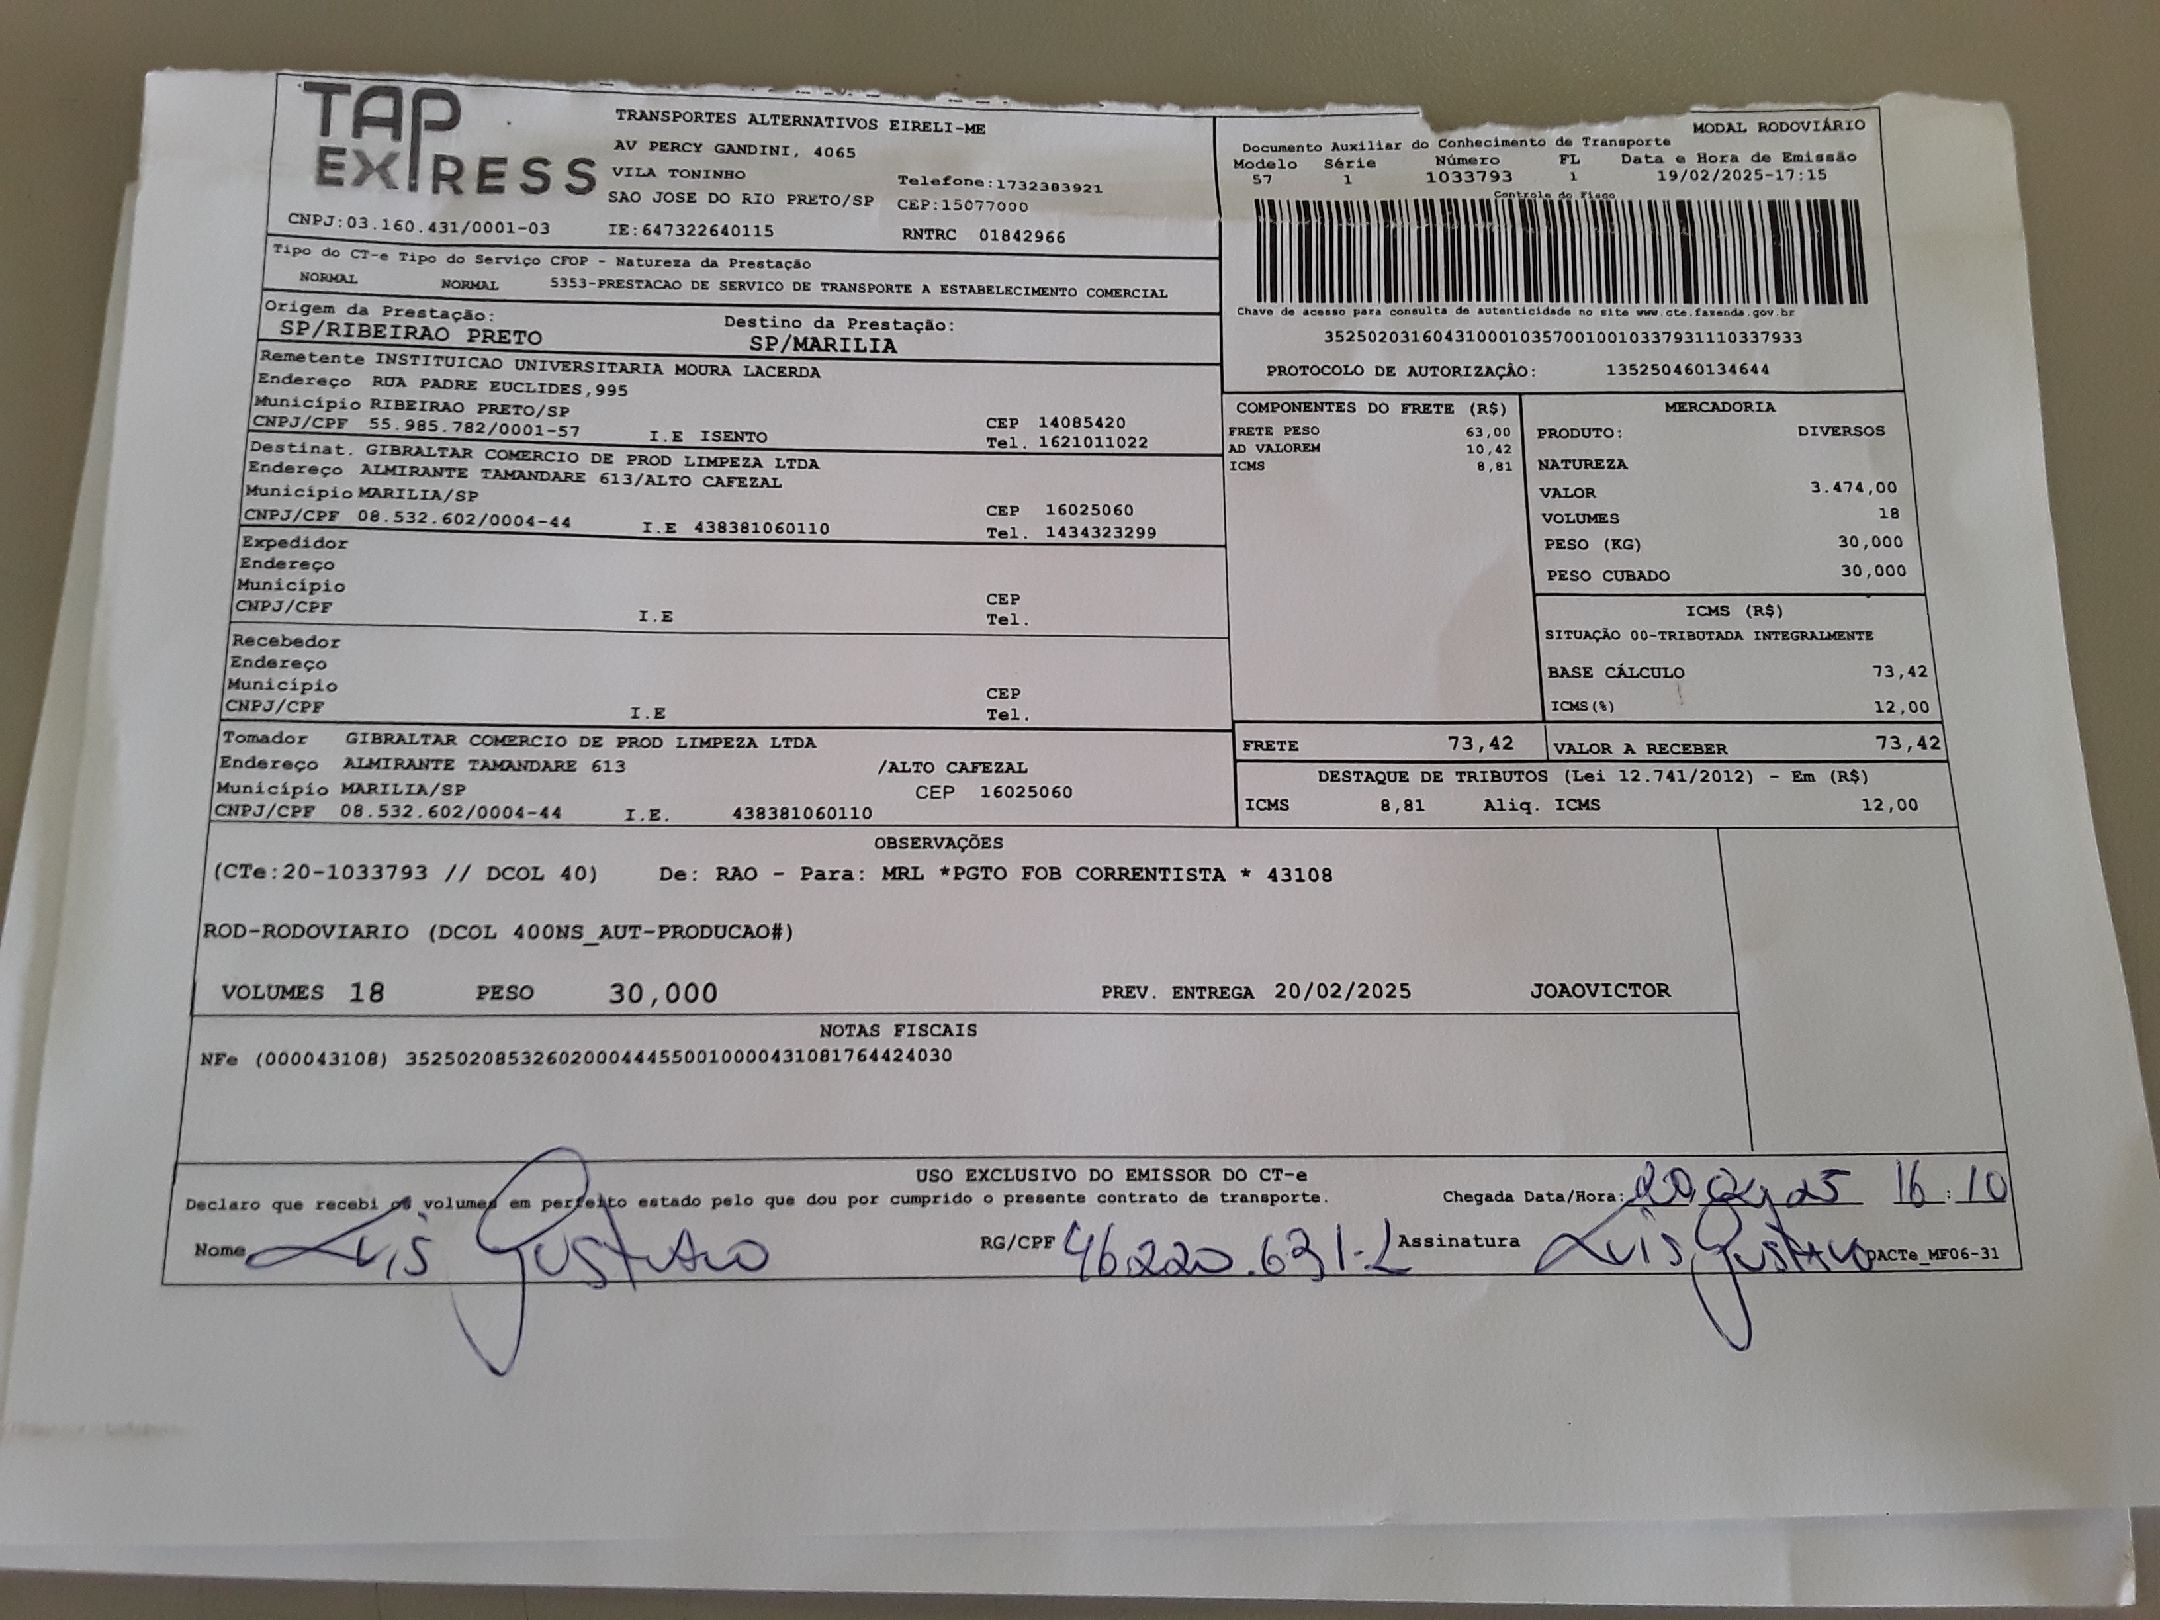 TAP EXPRESS
TRANSPORTES ALTERNATIVOS EIRELI-ME
AV PERCY GANDINI, 4065
VILA TONINHO Telefone:1732383921
SAO JOSE DO RIO PRETO/SP CEP:15077000
CNPJ:03.160.431/0001-03 IE:647322640115 RNTRC 01842966
MODAL RODOVIÁRIO
Documento Auxiliar do Conhecimento de Transporte
Modelo Série Número FL Data e Hora de Emissão
57 1 1033793 1 19/02/2025-17:15
Controle do Fisco
Chave de acesso para consulta de autenticidade no site www.cte.fazenda.gov.br
35250203160431000103570010010337931110337933
PROTOCOLO DE AUTORIZAÇÃO: 135250460134644
Tipo do CT-e Tipo do Serviço CFOP - Natureza da Prestação
NORMAL NORMAL 5353-PRESTACAO DE SERVICO DE TRANSPORTE A ESTABELECIMENTO COMERCIAL
Origem da Prestação: Destino da Prestação:
SP/RIBEIRAO PRETO SP/MARILIA
Remetente INSTITUICAO UNIVERSITARIA MOURA LACERDA
Endereço RUA PADRE EUCLIDES,995
Município RIBEIRAO PRETO/SP CEP 14085420
CNPJ/CPF 55.985.782/0001-57 I.E ISENTO Tel. 1621011022
Destinat. GIBRALTAR COMERCIO DE PROD LIMPEZA LTDA
Endereço ALMIRANTE TAMANDARE 613/ALTO CAFEZAL
Município MARILIA/SP CEP 16025060
CNPJ/CPF 08.532.602/0004-44 I.E 438381060110 Tel. 1434323299
Expedidor
Endereço
Município CEP
CNPJ/CPF I.E Tel.
Recebedor
Endereço
Município CEP
CNPJ/CPF I.E Tel.
Tomador GIBRALTAR COMERCIO DE PROD LIMPEZA LTDA
Endereço ALMIRANTE TAMANDARE 613 /ALTO CAFEZAL
Município MARILIA/SP CEP 16025060
CNPJ/CPF 08.532.602/0004-44 I.E. 438381060110
COMPONENTES DO FRETE (R$)
FRETE PESO 63,00
AD VALOREM 10,42
ICMS 8,81
MERCADORIA
PRODUTO: DIVERSOS
NATUREZA
VALOR 3.474,00
VOLUMES 18
PESO (KG) 30,000
PESO CUBADO 30,000
ICMS (R$)
SITUAÇÃO 00-TRIBUTADA INTEGRALMENTE
BASE CÁLCULO 73,42
ICMS(%) 12,00
FRETE 73,42 VALOR A RECEBER 73,42
DESTAQUE DE TRIBUTOS (Lei 12.741/2012) - Em (R$)
ICMS 8,81 Aliq. ICMS 12,00
OBSERVAÇÕES
(CTe:20-1033793 // DCOL 40) De: RAO - Para: MRL *PGTO FOB CORRENTISTA * 43108
ROD-RODOVIARIO (DCOL 400NS_AUT-PRODUCAO#)
VOLUMES 18 PESO 30,000 PREV. ENTREGA 20/02/2025 JOAOVICTOR
NOTAS FISCAIS
NFe (000043108) 35250208532602000444550010000431081764424030
USO EXCLUSIVO DO EMISSOR DO CT-e
Declaro que recebi os volumes em perfeito estado pelo que dou por cumprido o presente contrato de transporte. Chegada Data/Hora: 20,02,25 16:10
Nome Luis Gustavo RG/CPF Assinatura Luis Gustavo DACTe_MF06-31